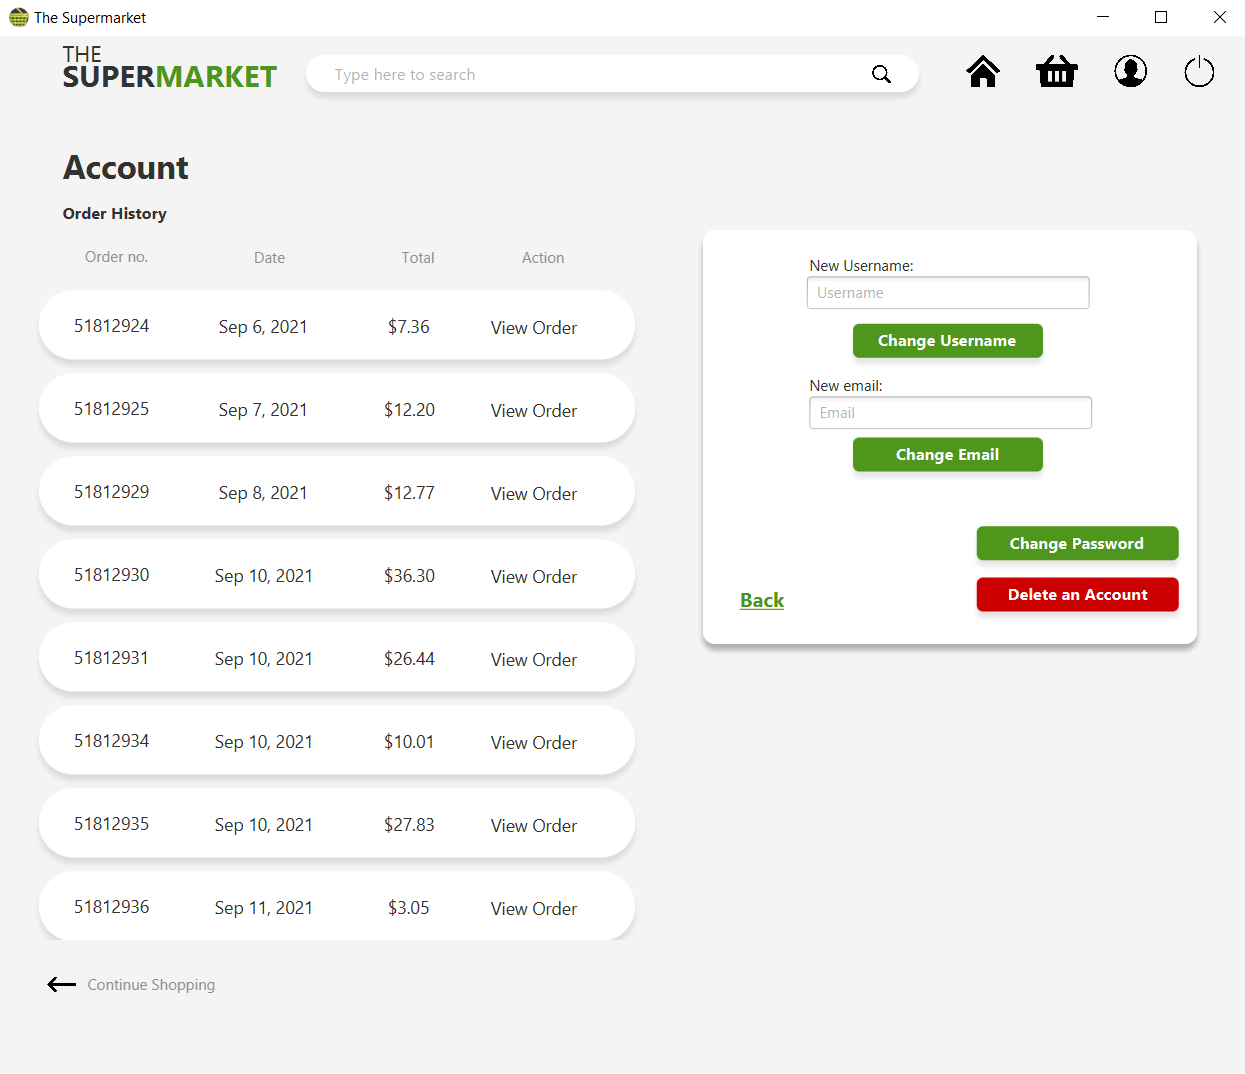 The Supermarket
THE
SUPERMARKET
Type here to search
Account
Order History
Order no. Date Total Action
51812924 Sep 6, 2021 $7.36 View Order
51812925 Sep 7, 2021 $12.20 View Order
51812929 Sep 8, 2021 $12.77 View Order
51812930 Sep 10, 2021 $36.30 View Order
51812931 Sep 10, 2021 $26.44 View Order
51812934 Sep 10, 2021 $10.01 View Order
51812935 Sep 10, 2021 $27.83 View Order
51812936 Sep 11, 2021 $3.05 View Order
Continue Shopping
New Username:
Username
Change Username
New email:
Email
Change Email
Change Password
Back
Delete an Account